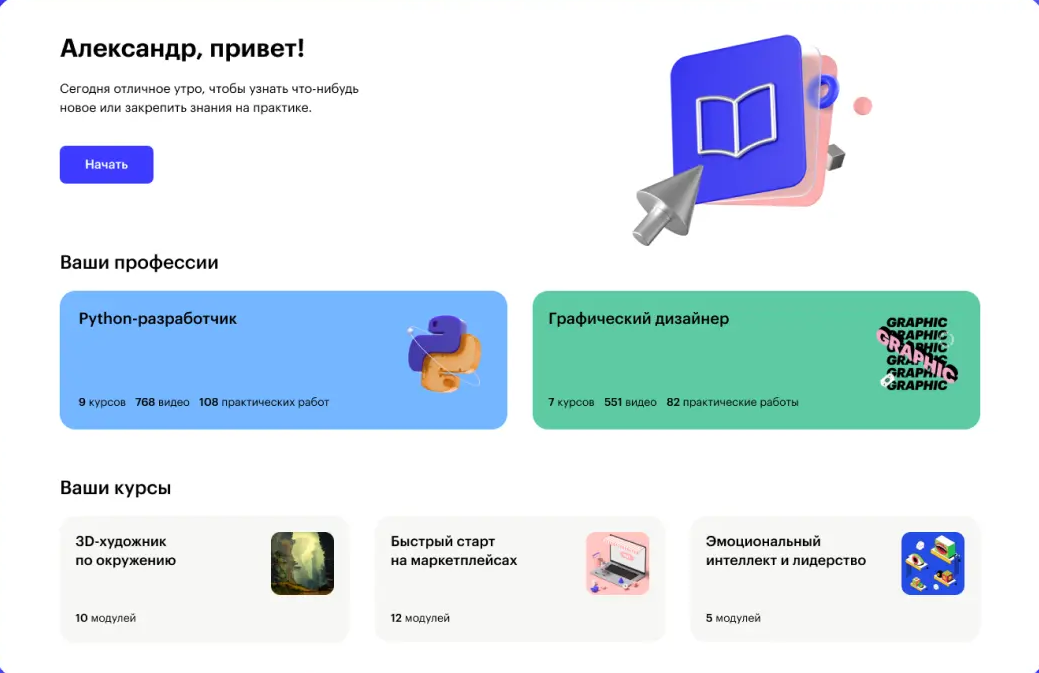 Александр, привет!
Сегодня отличное утро, чтобы узнать что-нибудь
новое или закрепить знания на практике.
Начать
Ваши профессии
Python-разработчик
9 курсов 768 видео 108 практических работ
Графический дизайнер
7 курсов 551 видео 82 практические работы
GRAPHIC
GRAPHIC
GRAPHIC
GRAPHIC
GRAPHIC
GRAPHIC
GRAPHIC
Ваши курсы
3D-художник
по окружению
10 модулей
Быстрый старт
на маркетплейсах
12 модулей
Эмоциональный
интеллект и лидерство
5 модулей